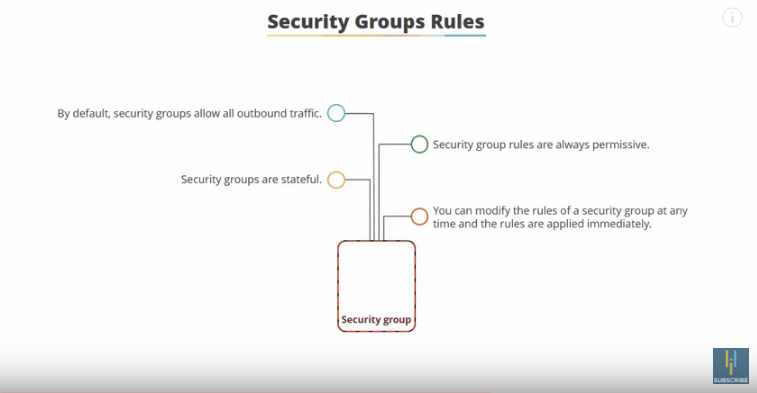 Security Groups Rules
By default, security groups allow all outbound traffic.
Security group rules are always permissive.
Security groups are stateful.
You can modify the rules of a security group at any
time and the rules are applied immediately.
Security group
SUBSCRIBE